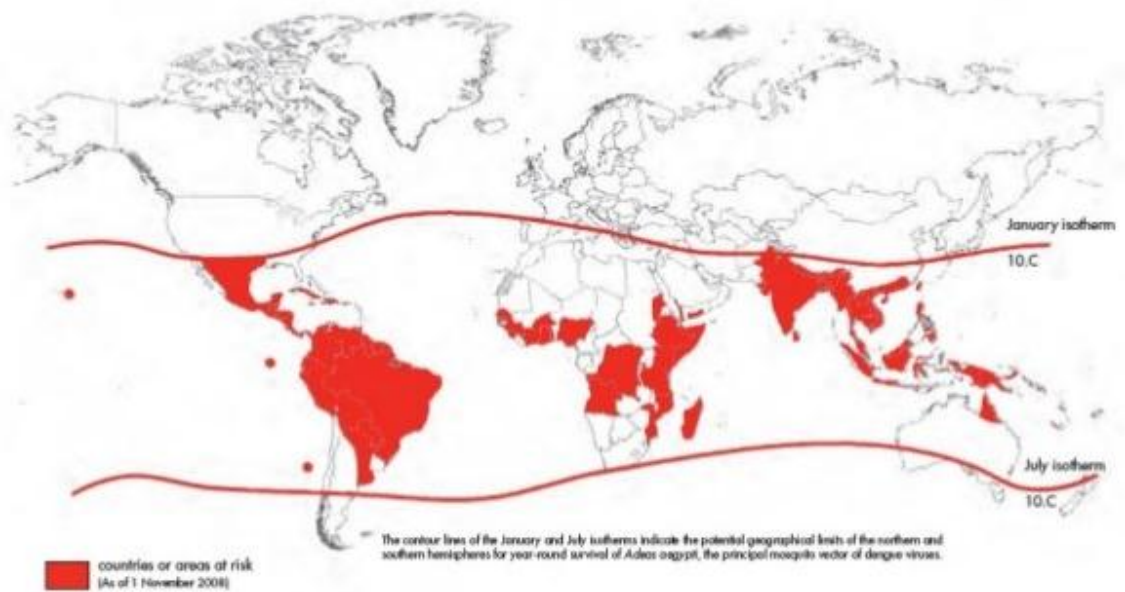 January isotherm
10.C
July isotherm
10.C
The contour lines of the January and July isotherms indicate the potential geographical limits of the northern and
southern hemispheres for year-round survival of Adeas aegypti, the principal mosquito vector of dengue viruses.
countries or areas at risk
(As of 1 November 2008)